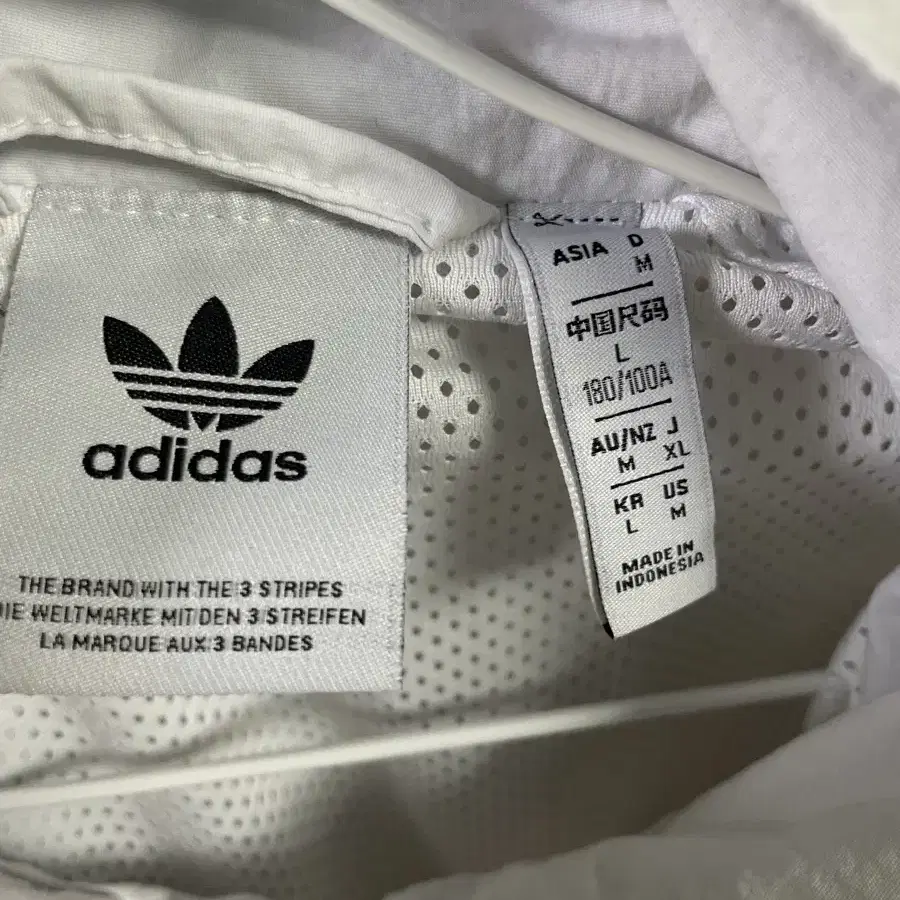 adidas
THE BRAND WITH THE 3 STRIPES
DIE WELTMARKE MIT DEN 3 STREIFEN
LA MARQUE AUX 3 BANDES
ASIA D
M
中国尺码
L
180/100A
AU/NZ J
M XL
KR US
L M
MADE IN
INDONESIA